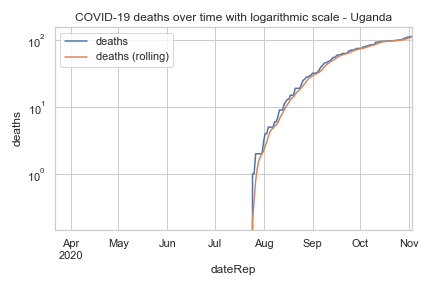 COVID-19 deaths over time with logarithmic scale - Uganda
deaths
deaths (rolling)
10²
10¹
10⁰
deaths
Apr May Jun Jul Aug Sep Oct Nov
2020
dateRep